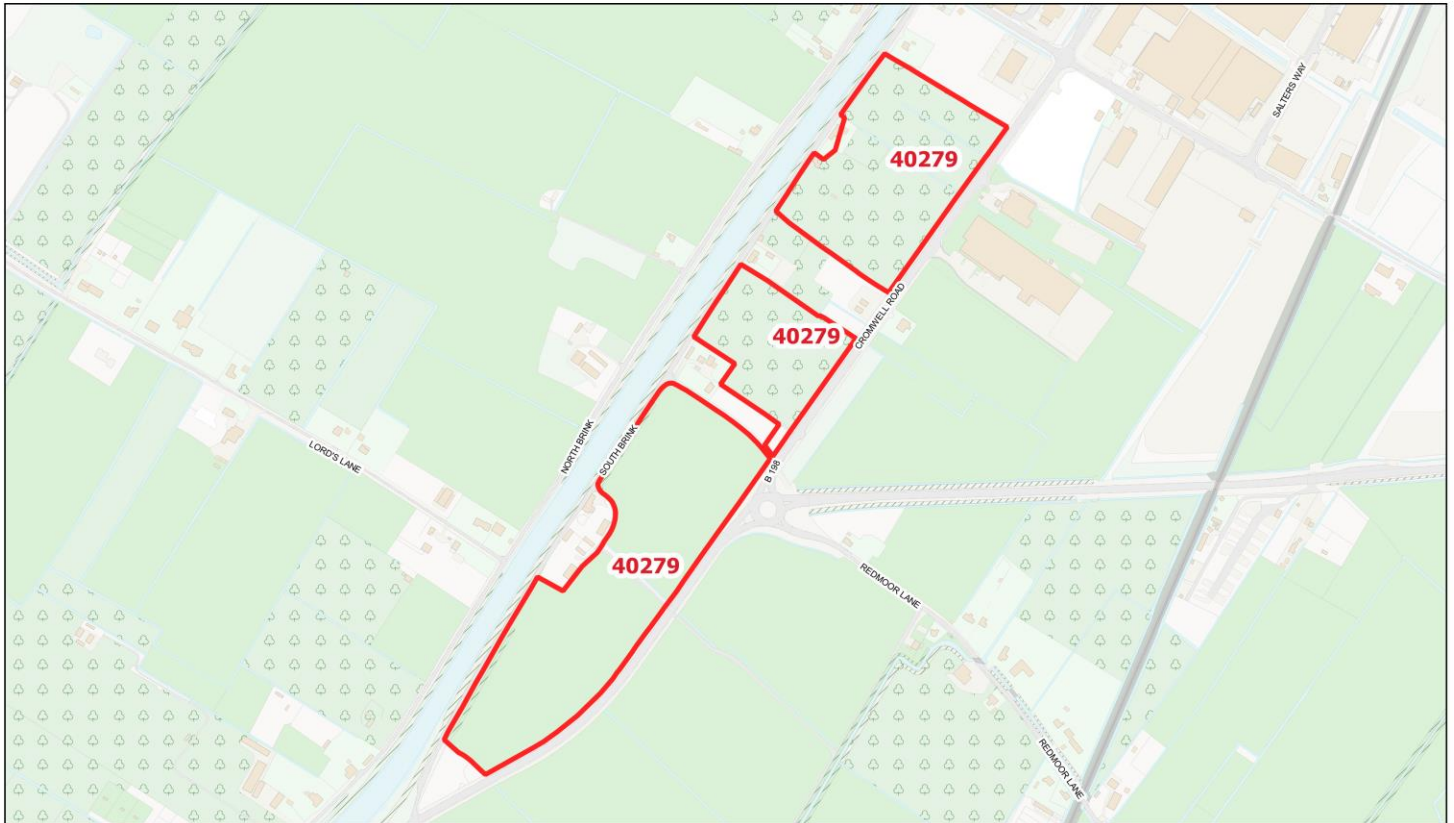 SALTERS WAY
40279
CROMWELL ROAD
40279
NORTH BRINK
SOUTH BRINK
LORD'S LANE
B 198
40279
REDMOOR LANE
REDMOOR LANE